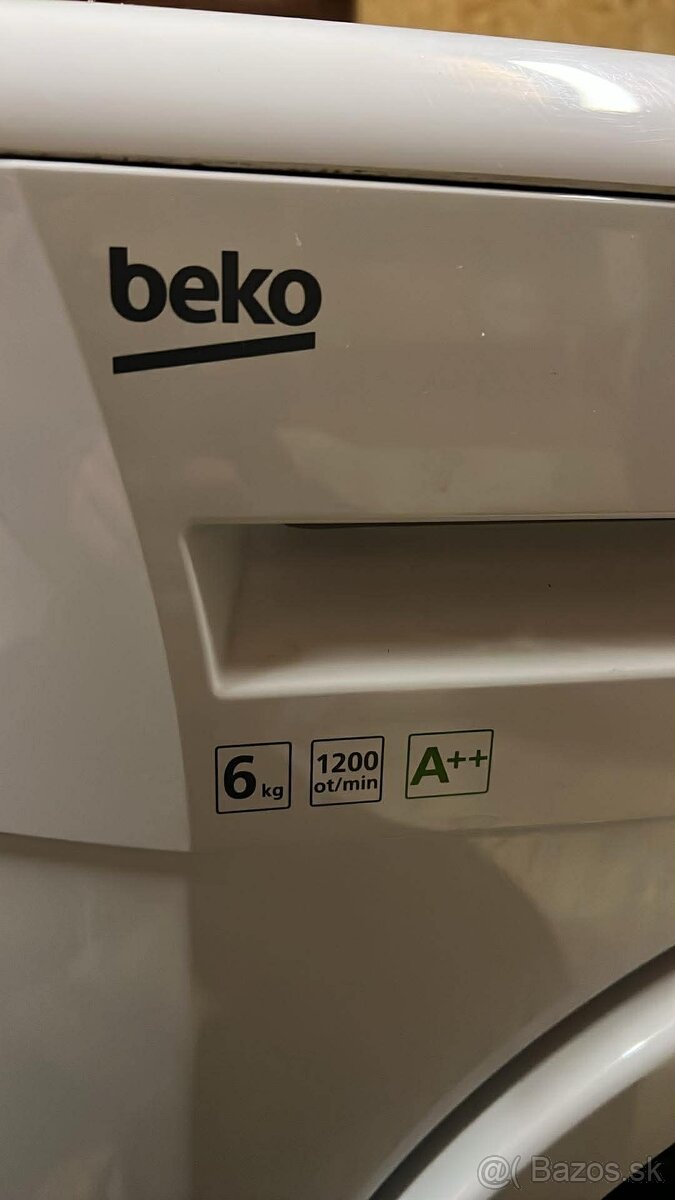 beko
6 kg
1200
ot/min
A++
@( Bazos.sk